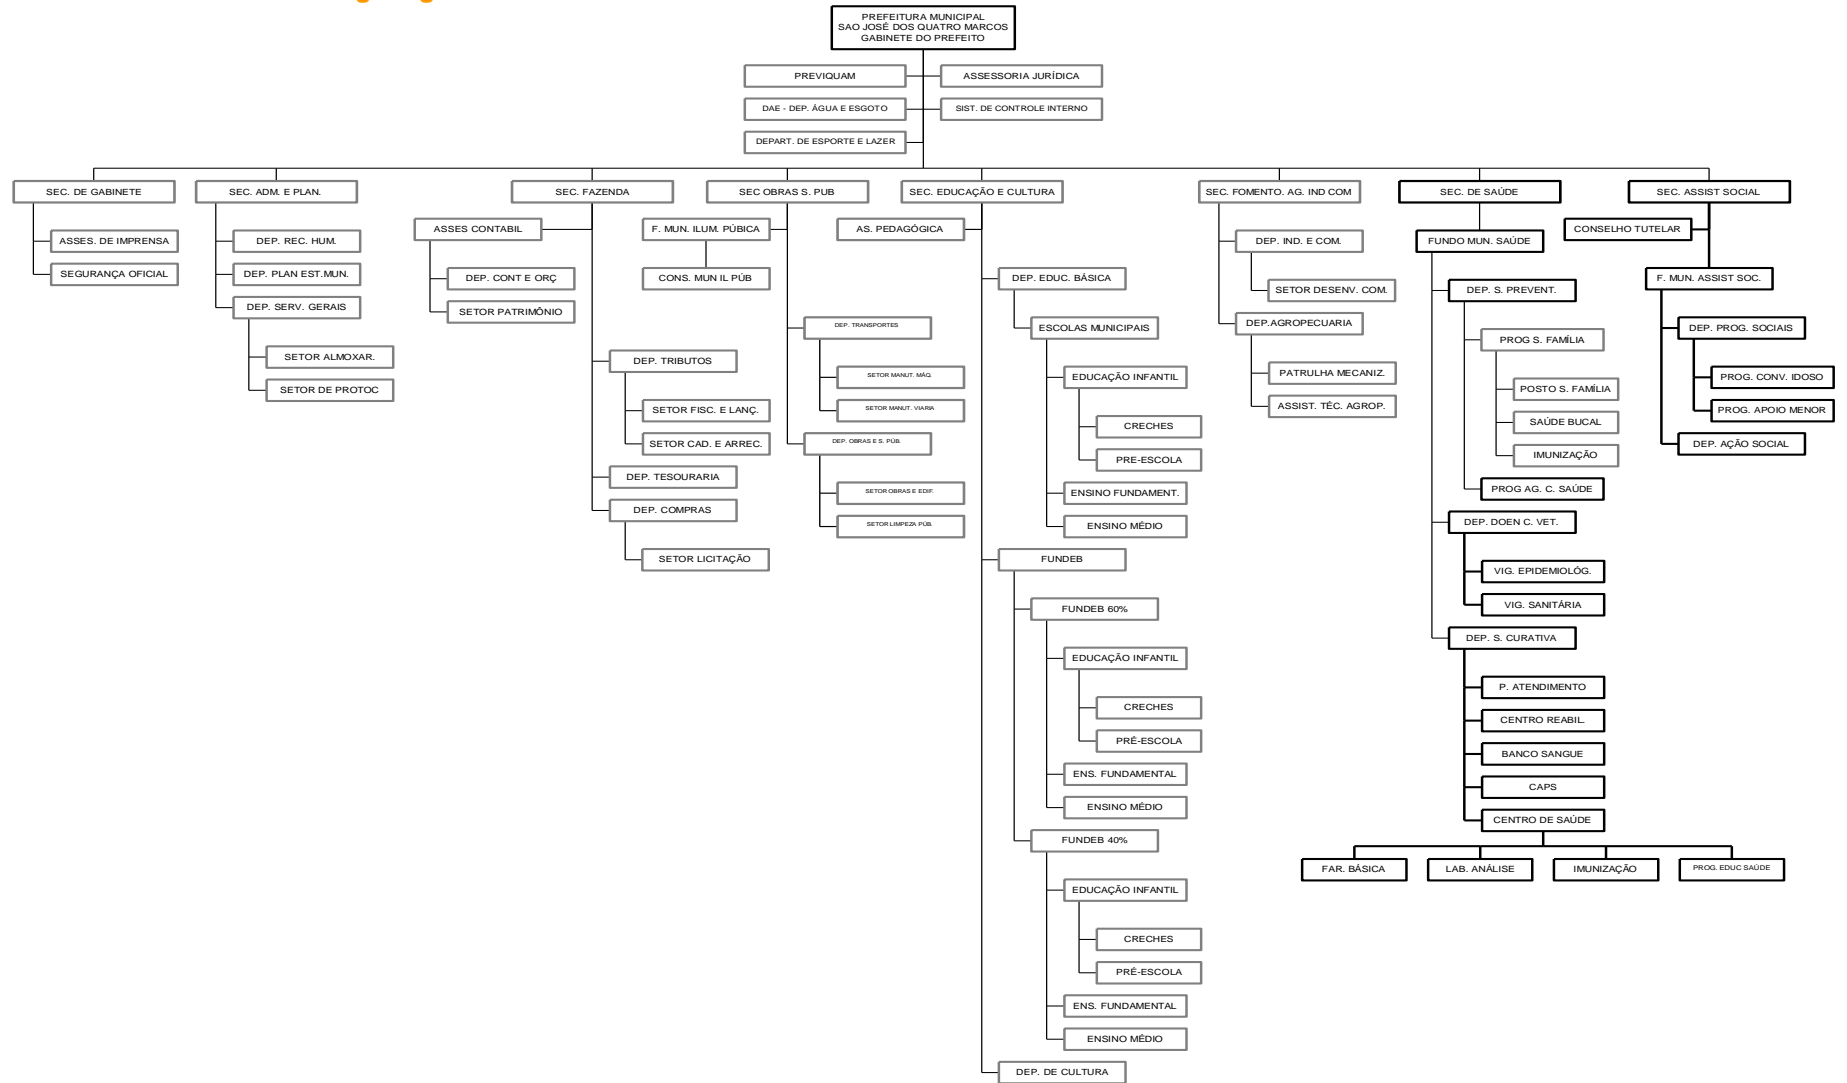 PREFEITURA MUNICIPAL
SAO JOSÉ DOS QUATRO MARCOS
GABINETE DO PREFEITO
PREVIQUAM
ASSESSORIA JURÍDICA
DAE - DEP. ÁGUA E ESGOTO
SIST. DE CONTROLE INTERNO
DEPART. DE ESPORTE E LAZER
SEC. DE GABINETE
ASSES. DE IMPRENSA
SEGURANÇA OFICIAL
SEC. ADM. E PLAN.
DEP. REC. HUM.
DEP. PLAN EST.MUN.
DEP. SERV. GERAIS
SETOR ALMOXAR.
SETOR DE PROTOC
SEC. FAZENDA
ASSES CONTABIL
DEP. CONT E ORÇ
SETOR PATRIMÔNIO
DEP. TRIBUTOS
SETOR FISC. E LANÇ.
SETOR CAD. E ARREC.
DEP. TESOURARIA
DEP. COMPRAS
SETOR LICITAÇÃO
SEC OBRAS S. PUB
F. MUN. ILUM. PÚBICA
CONS. MUN IL PÚB
DEP. TRANSPORTES
SETOR MANUT. MÁQ.
SETOR MANUT. VIARIA
DEP. OBRAS E S. PÚB.
SETOR OBRAS E EDIF.
SETOR LIMPEZA PÚB.
SEC. EDUCAÇÃO E CULTURA
AS. PEDAGÓGICA
DEP. EDUC. BÁSICA
ESCOLAS MUNICIPAIS
EDUCAÇÃO INFANTIL
CRECHES
PRE-ESCOLA
ENSINO FUNDAMENT.
ENSINO MÉDIO
FUNDEB
FUNDEB 60%
EDUCAÇÃO INFANTIL
CRECHES
PRÉ-ESCOLA
ENS. FUNDAMENTAL
ENSINO MÉDIO
FUNDEB 40%
EDUCAÇÃO INFANTIL
CRECHES
PRÉ-ESCOLA
ENS. FUNDAMENTAL
ENSINO MÉDIO
DEP. DE CULTURA
SEC. FOMENTO. AG. IND COM
DEP. IND. E COM.
SETOR DESENV. COM.
DEP.AGROPECUARIA
PATRULHA MECANIZ.
ASSIST. TÉC. AGROP.
SEC. DE SAÚDE
FUNDO MUN. SAÚDE
DEP. S. PREVENT.
PROG S. FAMÍLIA
POSTO S. FAMÍLIA
SAÚDE BUCAL
IMUNIZAÇÃO
PROG AG. C. SAÚDE
DEP. DOEN C. VET.
VIG. EPIDEMIOLÓG.
VIG. SANITÁRIA
DEP. S. CURATIVA
P. ATENDIMENTO
CENTRO REABIL.
BANCO SANGUE
CAPS
CENTRO DE SAÚDE
FAR. BÁSICA
LAB. ANÁLISE
IMUNIZAÇÃO
PROG. EDUC SAÚDE
SEC. ASSIST SOCIAL
CONSELHO TUTELAR
F. MUN. ASSIST SOC.
DEP. PROG. SOCIAIS
PROG. CONV. IDOSO
PROG. APOIO MENOR
DEP. AÇÃO SOCIAL